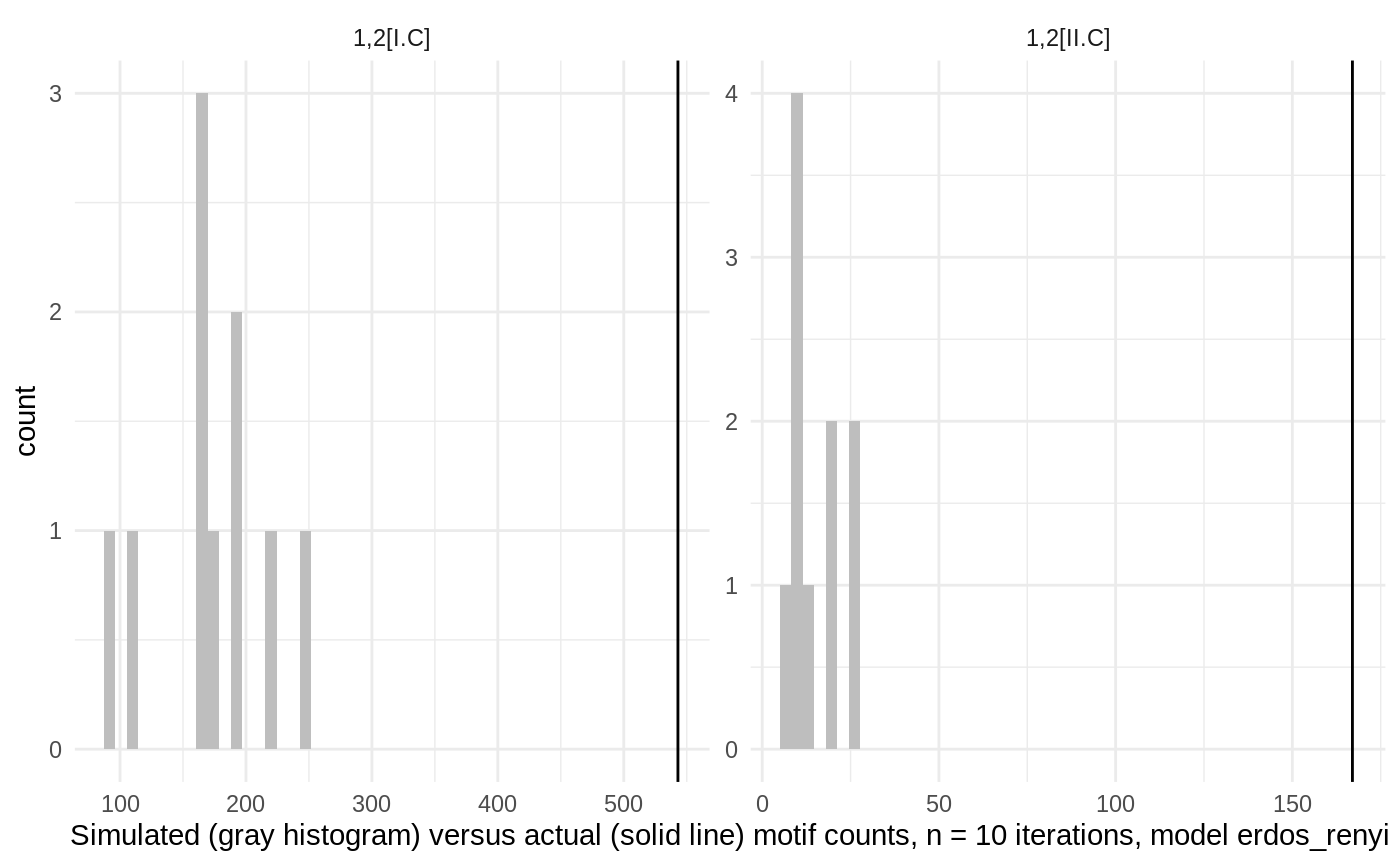 1,2[I.C]
1,2[II.C]
count
3
2
1
0
4
3
2
1
0
100 200 300 400 500
0 50 100 150
Simulated (gray histogram) versus actual (solid line) motif counts, n = 10 iterations, model erdos_renyi